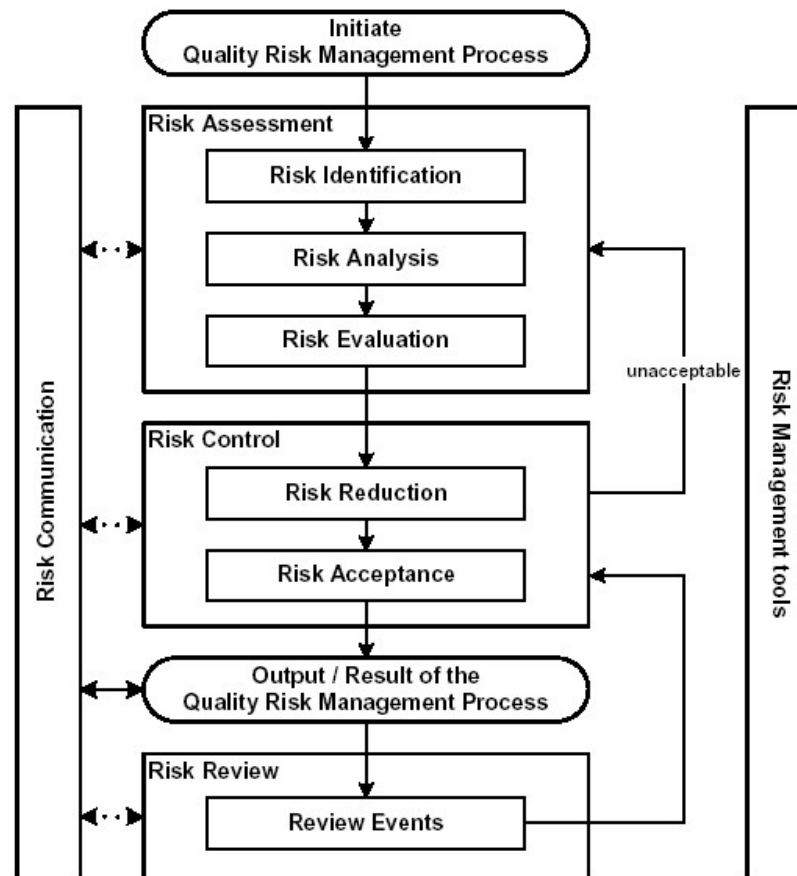 Initiate
Quality Risk Management Process
Risk Assessment
Risk Identification
Risk Analysis
Risk Evaluation
unacceptable
Risk Communication
Risk Management tools
Risk Control
Risk Reduction
Risk Acceptance
Output / Result of the
Quality Risk Management Process
Risk Review
Review Events